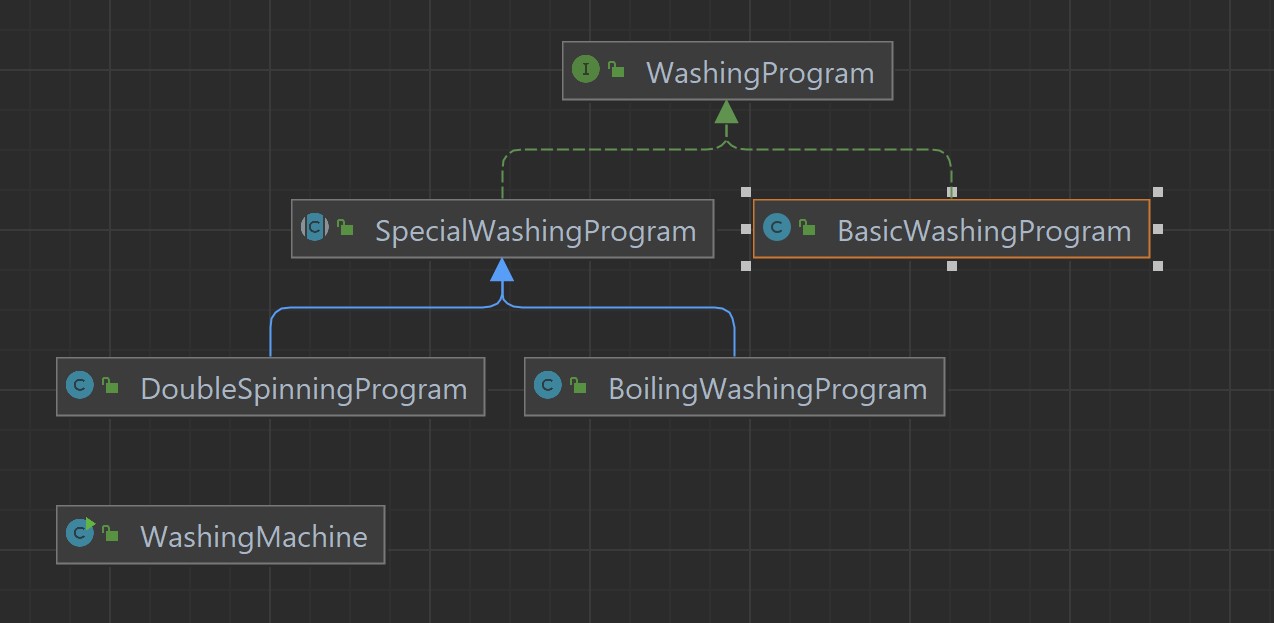 I WashingProgram
C SpecialWashingProgram
C BasicWashingProgram
C DoubleSpinningProgram
C BoilingWashingProgram
C WashingMachine